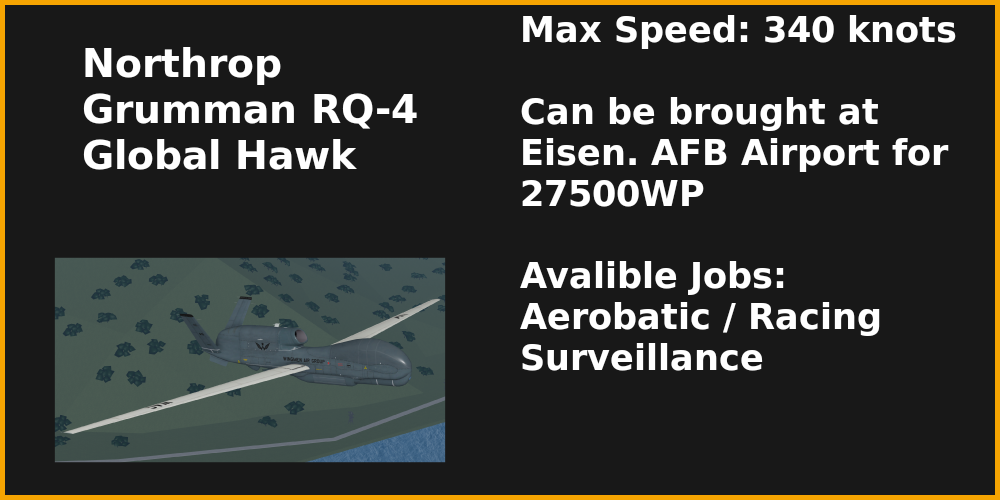 Northrop
Grumman RQ-4
Global Hawk
Max Speed: 340 knots
Can be brought at
Eisen. AFB Airport for
27500WP
Avalible Jobs:
Aerobatic / Racing
Surveillance